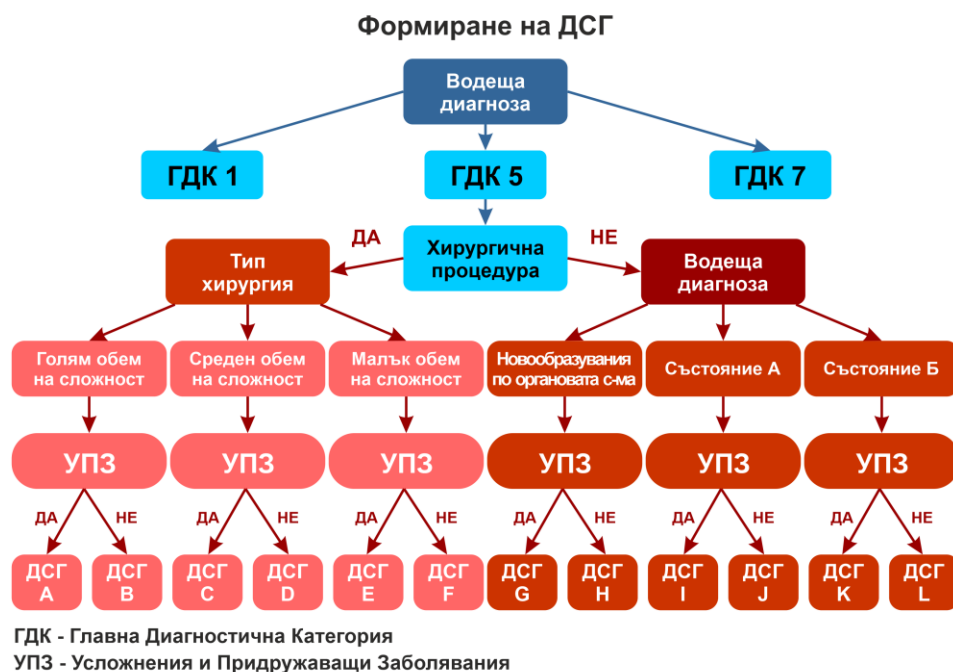 Формиране на ДСГ
Водеща
диагноза
ГДК 1
ГДК 5
ГДК 7
ДА
Хирургична
процедура
НЕ
Тип
хирургия
Водеща
диагноза
Голям обем
на сложност
Среден обем
на сложност
Малък обем
на сложност
Новообразувания
по органовата с-ма
Състояние А
Състояние Б
УПЗ
УПЗ
УПЗ
УПЗ
УПЗ
УПЗ
ДА
НЕ
ДА
НЕ
ДА
НЕ
ДА
НЕ
ДА
НЕ
ДА
НЕ
ДСГ
A
ДСГ
B
ДСГ
C
ДСГ
D
ДСГ
E
ДСГ
F
ДСГ
G
ДСГ
H
ДСГ
I
ДСГ
J
ДСГ
K
ДСГ
L
ГДК - Главна Диагностична Категория
УПЗ - Усложнения и Придружаващи Заболявания